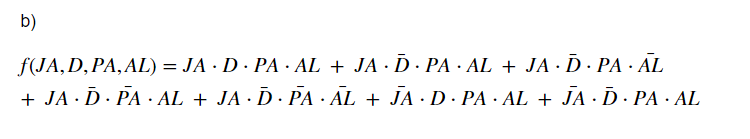 b)
f(JA, D, PA, AL) = JA · D · PA · AL + JA · D̄ · PA · AL + JA · D̄ · PA · ĀL
+ JA · D̄ · P̄A · AL + JA · D̄ · P̄A · ĀL + J̄A · D · PA · AL + J̄A · D̄ · PA · AL